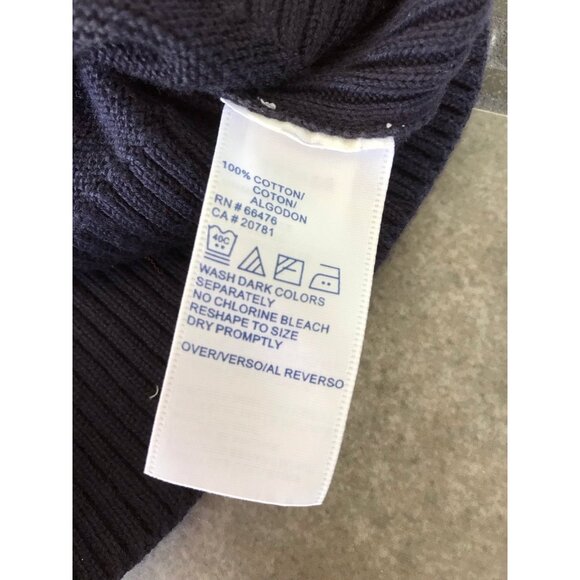 100% COTTON/
COTON/
ALGODON
RN # 66476
CA # 20781
40C
WASH DARK COLORS
SEPARATELY
NO CHLORINE BLEACH
RESHAPE TO SIZE
DRY PROMPTLY
OVER/VERSO/AL REVERSO